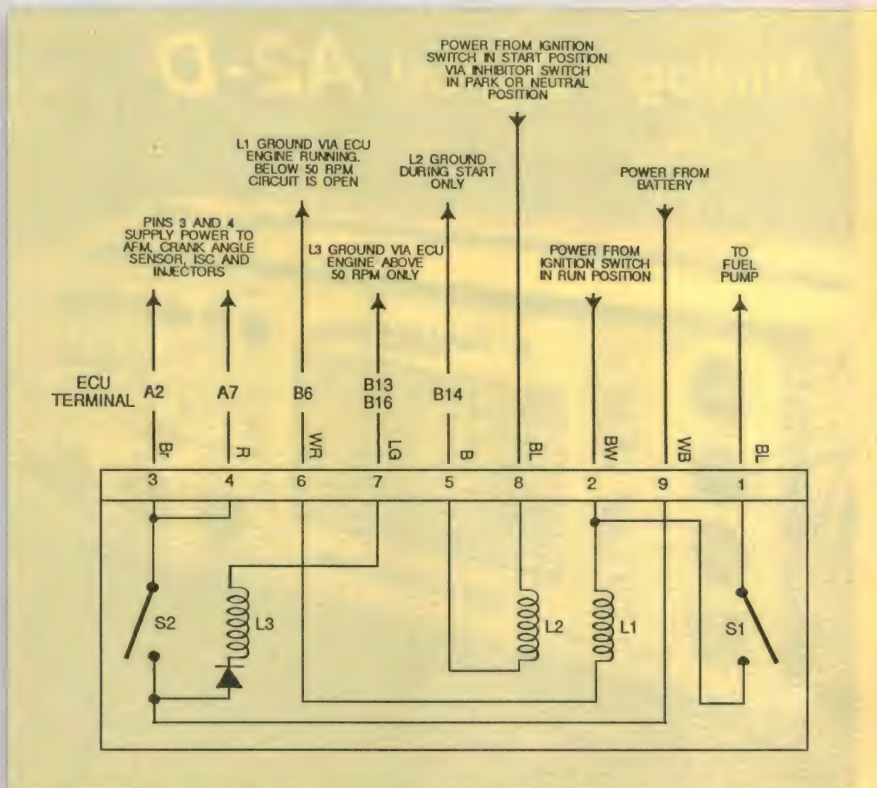 POWER FROM IGNITION
SWITCH IN START POSITION
VIA INHIBITOR SWITCH
IN PARK OR NEUTRAL
POSITION
L1 GROUND VIA ECU
ENGINE RUNNING.
BELOW 50 RPM
CIRCUIT IS OPEN
L2 GROUND
DURING START
ONLY
POWER FROM
BATTERY
PINS 3 AND 4
SUPPLY POWER TO
AFM, CRANK ANGLE
SENSOR, ISC AND
INJECTORS
L3 GROUND VIA ECU
ENGINE ABOVE
50 RPM ONLY
POWER FROM
IGNITION SWITCH
IN RUN POSITION
TO
FUEL
PUMP
ECU
TERMINAL
A2
A7
B6
B13
B16
B14
Br
R
WR
LG
B
BL
BW
WB
BL
3 4 6 7 5 8 2 9 1
S2
L3
L2
L1
S1